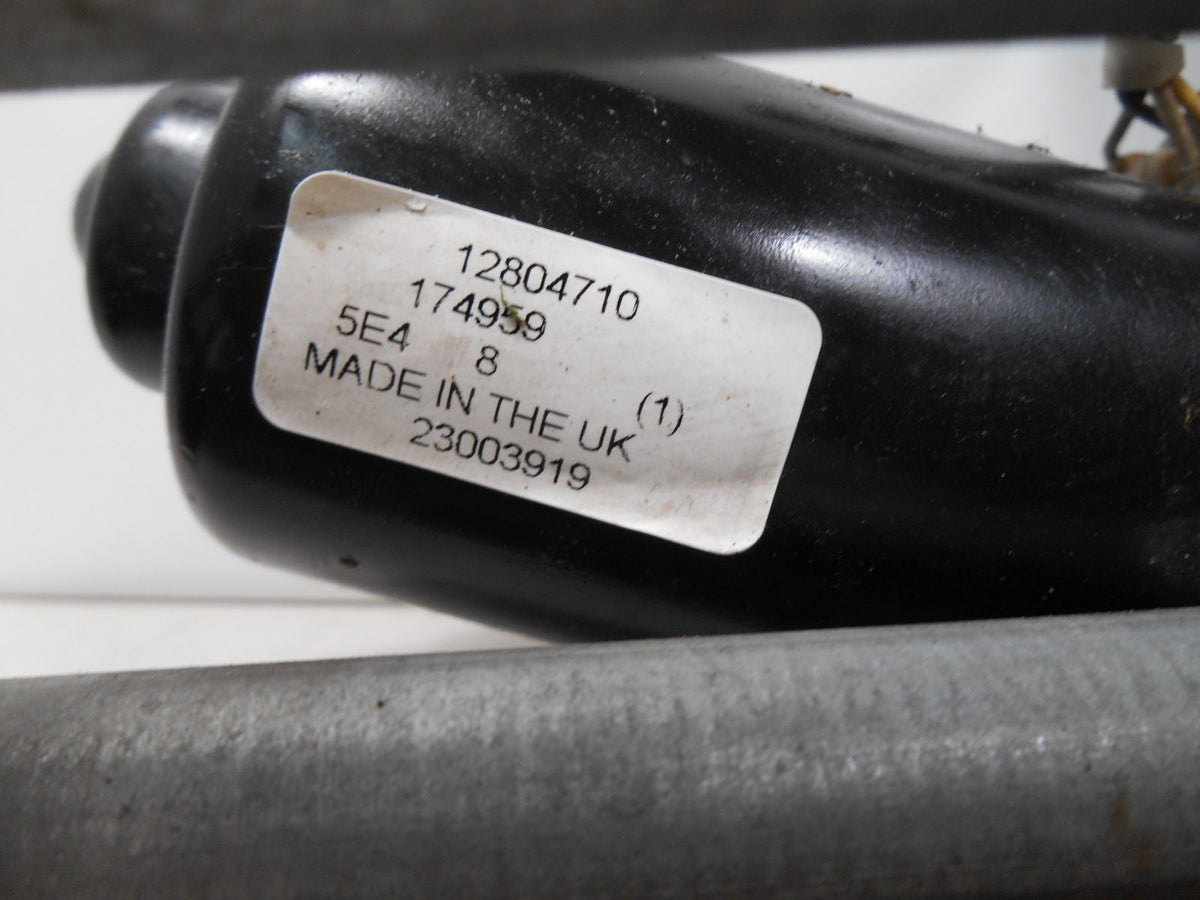 12804710
174959
5E4 8
MADE IN THE UK (1)
23003919